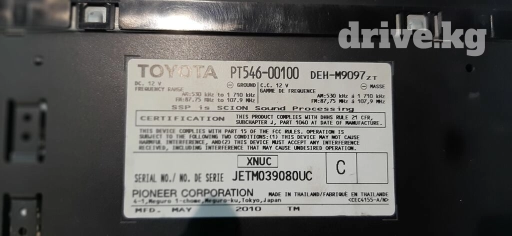 drive.kg
TOYOTA PT546-00100 DEH-M9097ZT
DC. 12 V ⊖ GROUND C.C. 12 V ⊖ MASSE
FREQUENCY RANGE GAMME DE FREQUENCES
AM:530 kHz to 1 710 kHz AM:530 kHz à 1 710 kHz
FM:87,75 MHz to 107,9 MHz FM:87,75 MHz à 107,9 MHz
SSP is SCION Sound Processing
CERTIFICATION THIS PRODUCT COMPLIES WITH DHHS RULE 21 CFR, SUBCHAPTER J, PART 1040 AT DATE OF MANUFACTURE.
THIS DEVICE COMPLIES WITH PART 15 OF THE FCC RULES. OPERATION IS
SUBJECT TO THE FOLLOWING TWO CONDITIONS:(1) THIS DEVICE MAY NOT CAUSE
HARMFUL INTERFERENCE, AND (2) THIS DEVICE MUST ACCEPT ANY INTERFERENCE
RECEIVED, INCLUDING INTERFERENCE THAT MAY CAUSE UNDESIRED OPERATION.
XNUC
SERIAL NO./ NO. DE SERIE JETM039080UC C
PIONEER CORPORATION MADE IN THAILAND/FABRIQUE EN THAILANDE
4-1, Meguro 1-chome, Meguro-ku, Tokyo, Japan <CEC4155-A/N>
MFD. MAY 2010 TM